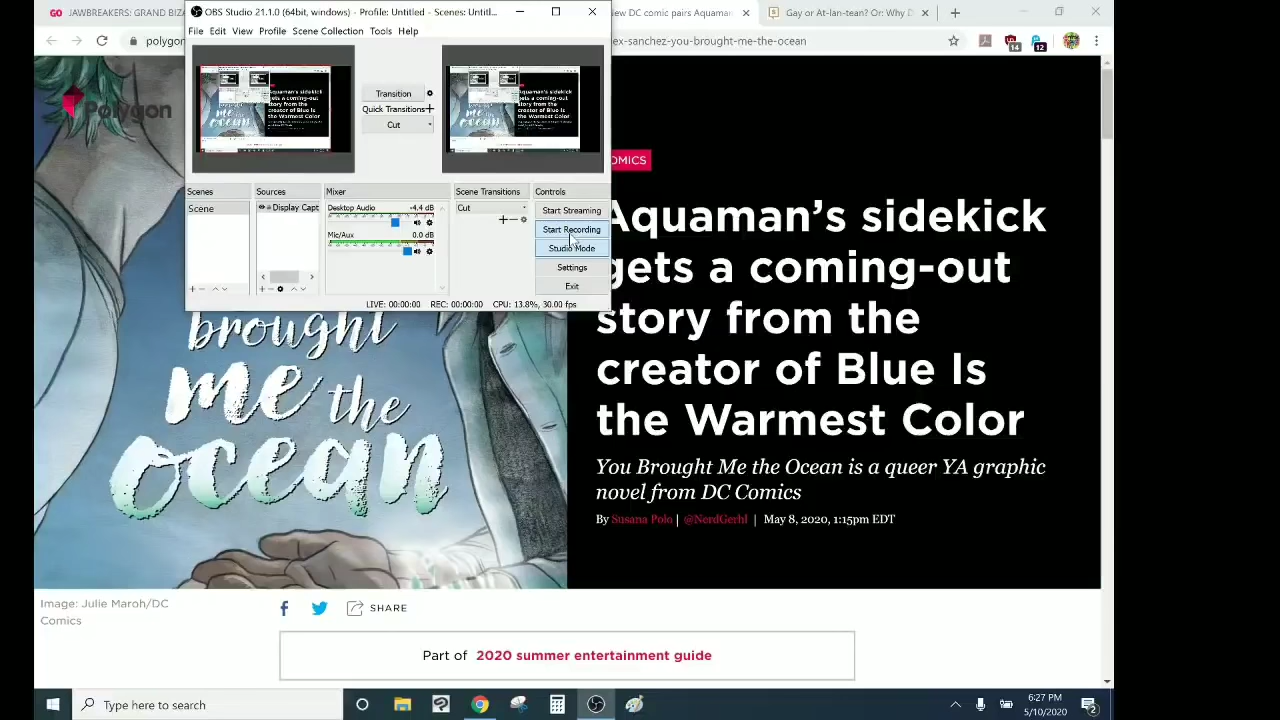 JAWBREAKERS: GRAND BIZ
OBS Studio 21.1.0 (64bit, windows) - Profile: Untitled - Scenes: Untitl...
ew DC comic pairs Aquaman
Gay or At-lan-tean? Or: Why D
File Edit View Profile Scene Collection Tools Help
polygon
ex-sanchez-you-brought-me-the-ocean
14
12
Transition
Quick Transitions
Cut
Scenes
Sources
Mixer
Scene Transitions
Controls
Scene
Display Capt
Desktop Audio -4.4 dB
Mic/Aux 0.0 dB
Cut
Start Streaming
Start Recording
Studio Mode
Settings
Exit
LIVE: 00:00:00 REC: 00:00:00 CPU: 13.8%, 30.00 fps
brought
me the
ocean
OMICS
Aquaman's sidekick
gets a coming-out
story from the
creator of Blue Is
the Warmest Color
You Brought Me the Ocean is a queer YA graphic
novel from DC Comics
By Susana Polo | @NerdGerhl | May 8, 2020, 1:15pm EDT
Image: Julie Maroh/DC
Comics
SHARE
Part of 2020 summer entertainment guide
Type here to search
6:27 PM
5/10/2020
2